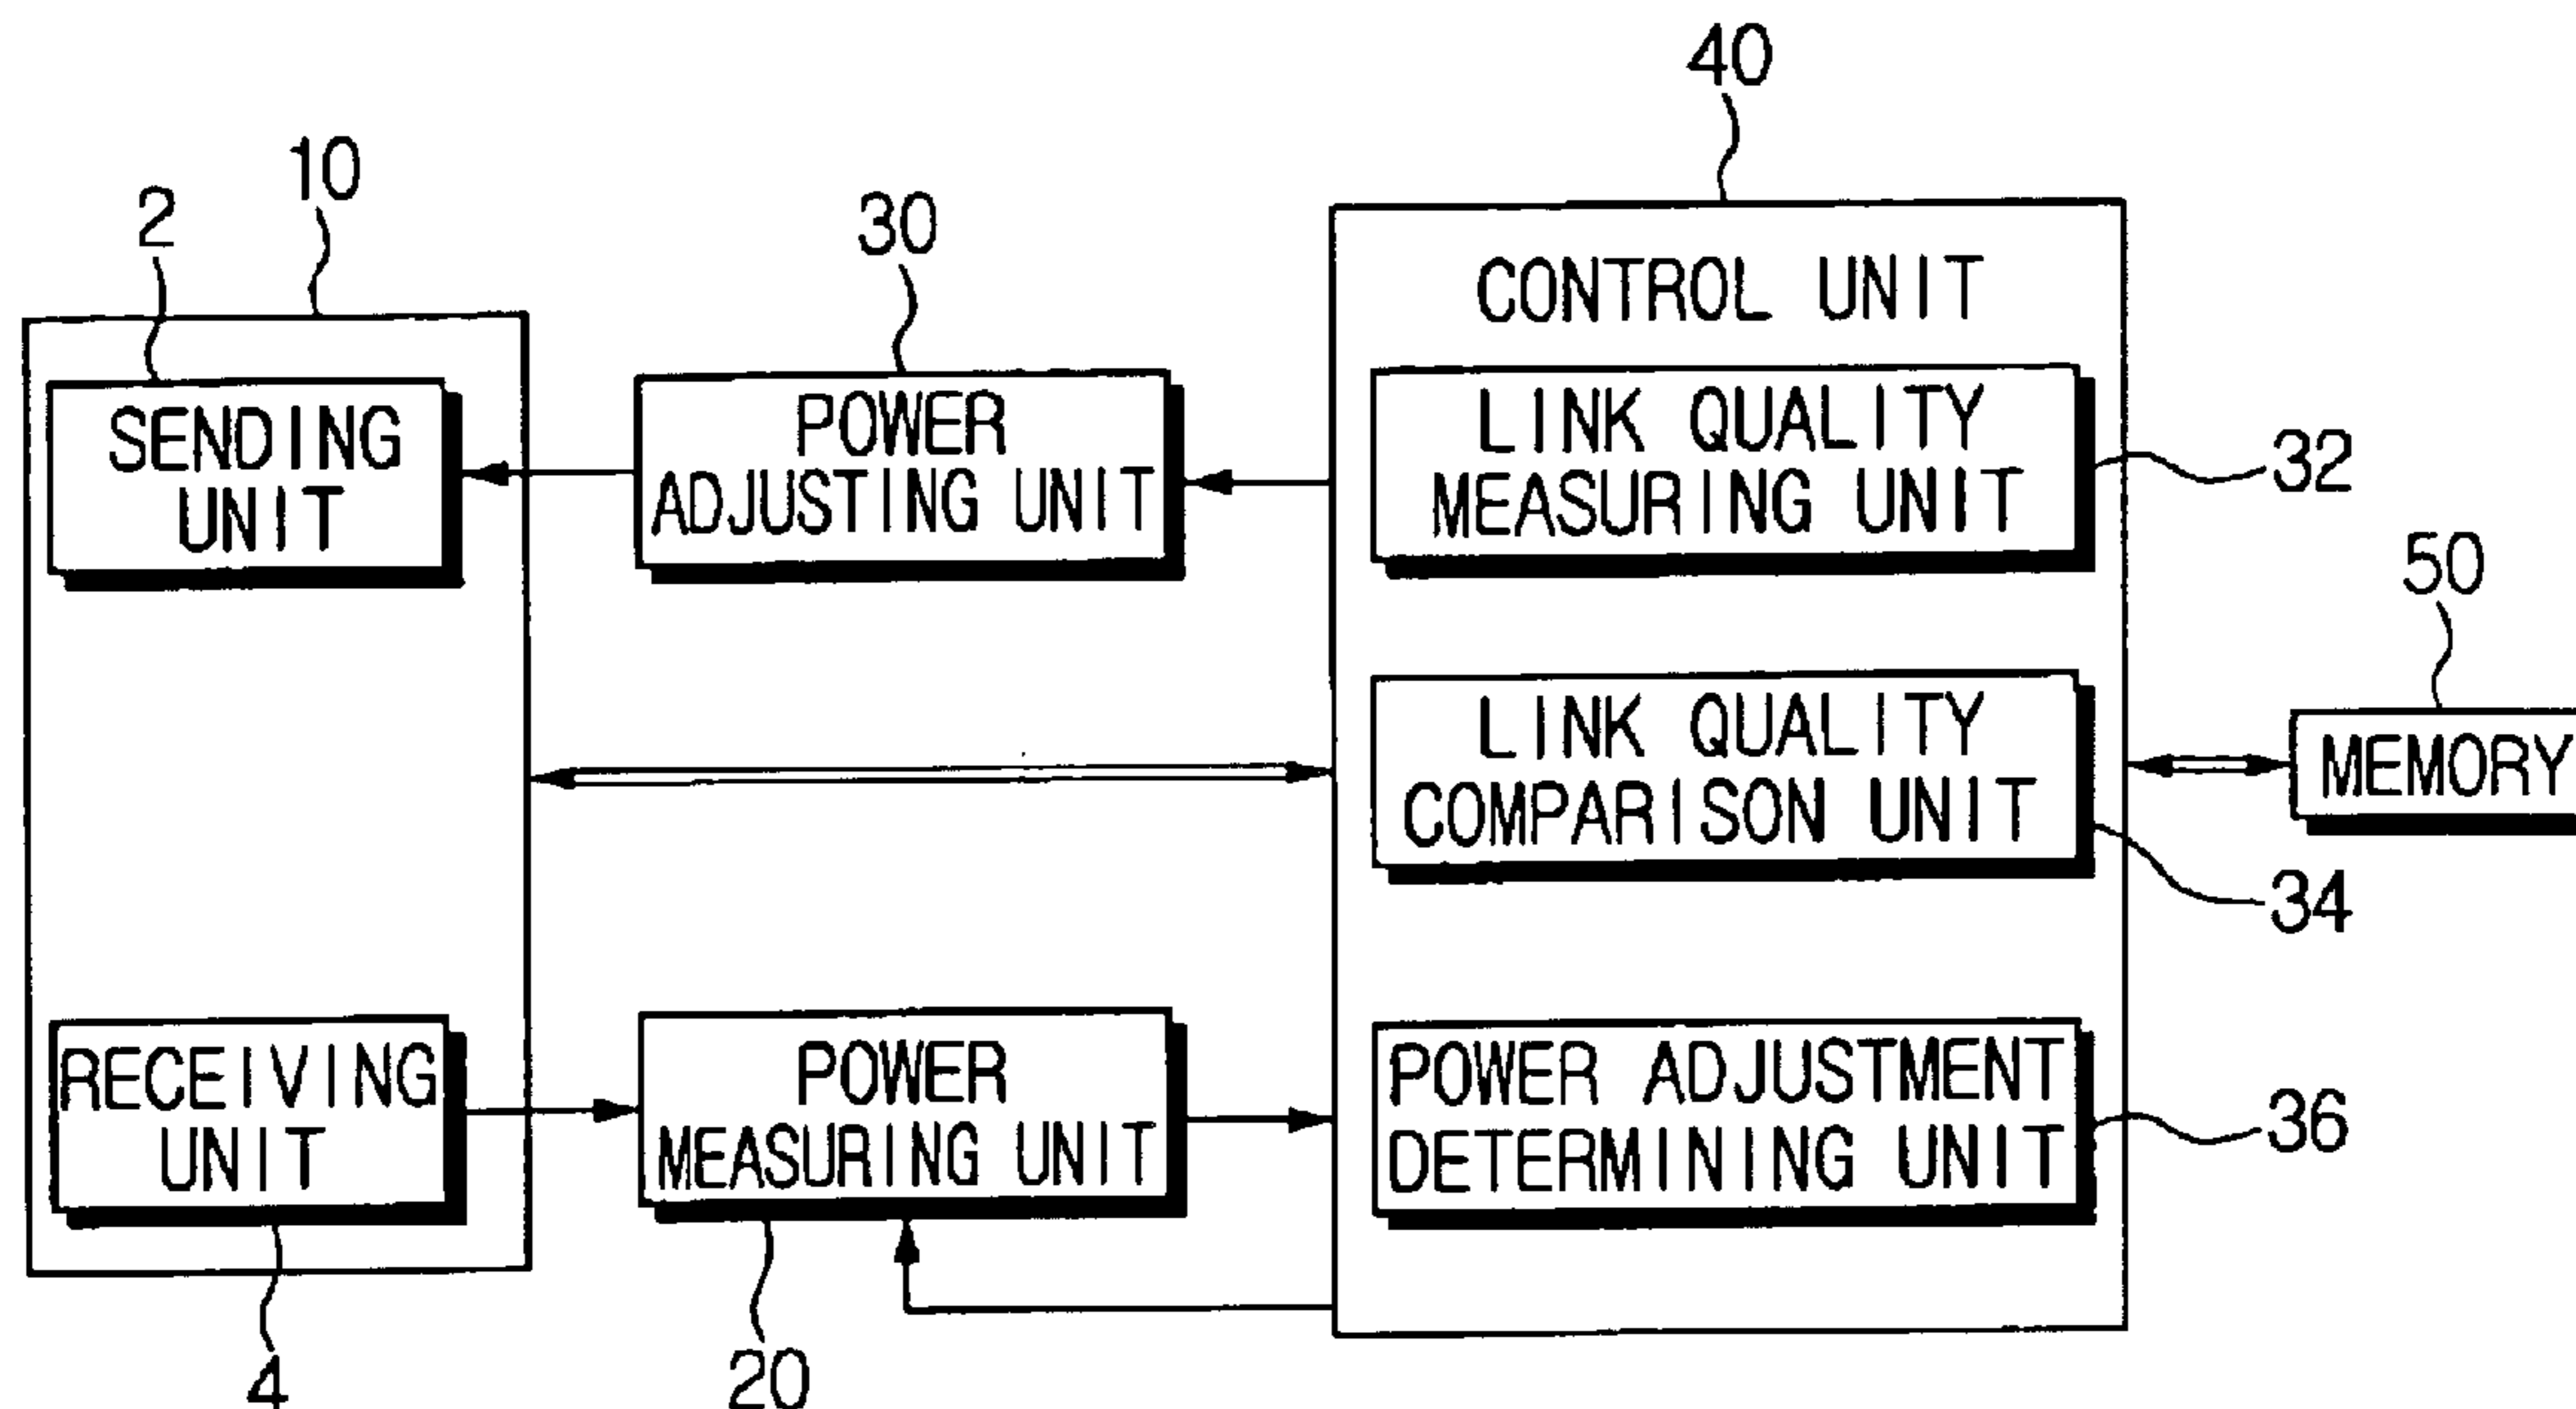 40
10
2
30
CONTROL UNIT
SENDING
UNIT
POWER
ADJUSTING UNIT
LINK QUALITY
MEASURING UNIT
32
50
LINK QUALITY
COMPARISON UNIT
MEMORY
34
RECEIVING
UNIT
POWER
MEASURING UNIT
POWER ADJUSTMENT
DETERMINING UNIT
36
4
20